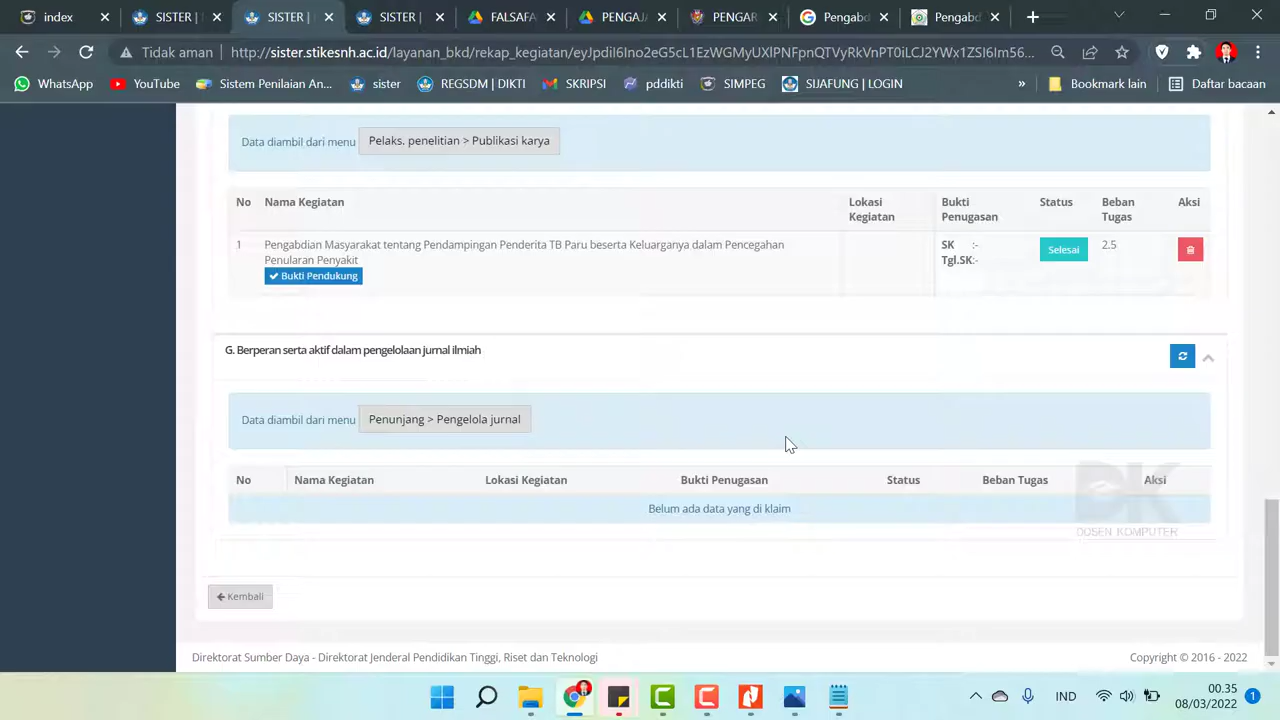 index
SISTER |
SISTER |
SISTER |
FALSAFA
PENGAJA
PENGAR
Pengabd
Pengabd
Tidak aman
http://sister.stikesnh.ac.id/layanan_bkd/rekap_kegiatan/eyJpdiI6Ino2eG5cL1EzWGMyUXlPNFpnQTVyRkVnPT0iLCJ2YWx1ZSI6Im56...
WhatsApp
YouTube
Sistem Penilaian An...
sister
REGSDM | DIKTI
SKRIPSI
pddikti
SIMPEG
SIJAFUNG | LOGIN
»
Bookmark lain
Daftar bacaan
Data diambil dari menu Pelaks. penelitian > Publikasi karya
No
Nama Kegiatan
Lokasi
Kegiatan
Bukti
Penugasan
Status
Beban
Tugas
Aksi
1
Pengabdian Masyarakat tentang Pendampingan Penderita TB Paru beserta Keluarganya dalam Pencegahan
Penularan Penyakit
Bukti Pendukung
SK :-
Tgl.SK:-
Selesai
2.5
G. Berperan serta aktif dalam pengelolaan jurnal ilmiah
Data diambil dari menu Penunjang > Pengelola jurnal
No
Nama Kegiatan
Lokasi Kegiatan
Bukti Penugasan
Status
Beban Tugas
Aksi
Belum ada data yang di klaim
DK
DOSEN KOMPUTER
Kembali
Direktorat Sumber Daya - Direktorat Jenderal Pendidikan Tinggi, Riset dan Teknologi
Copyright © 2016 - 2022
IND
00.35
08/03/2022
1